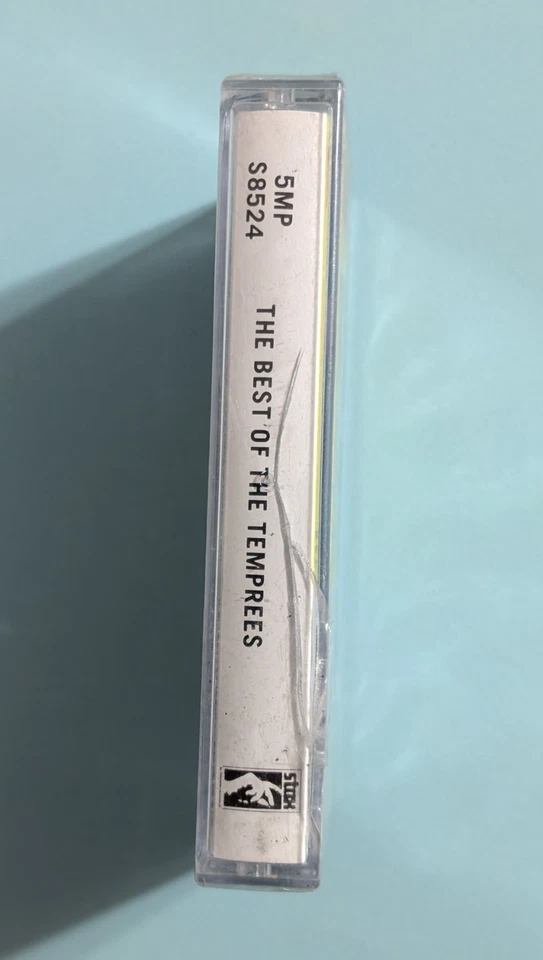 5MP
S8524
THE BEST OF THE TEMPREES
stax